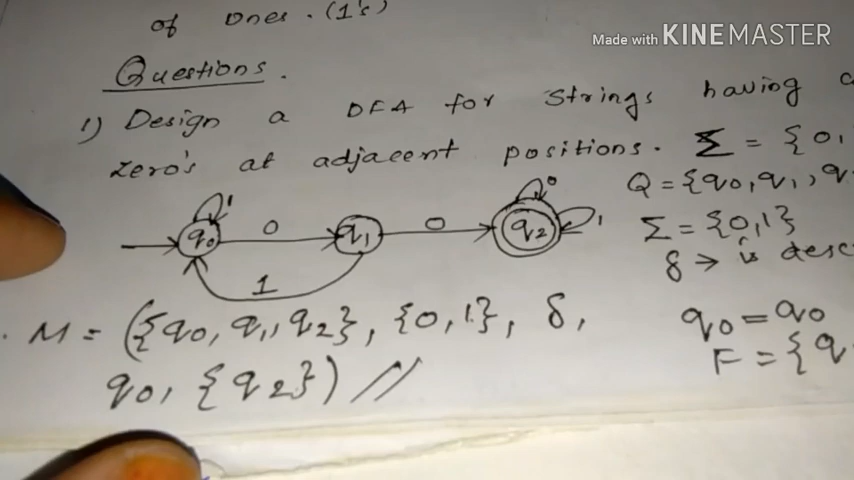 of Ones. (1's)
Made with KINEMASTER
Questions.
1) Design a DFA for Strings having
zero's at adjacent positions. Σ = {0,
Q = {q0, q1, q
Σ = {0,1}
δ → is desc
q0 = q0
F = {q
1 0 0
q0 0 q1 0 q2 1
1
M = ({q0, q1, q2}, {0,1}, δ,
q0, {q2}) //